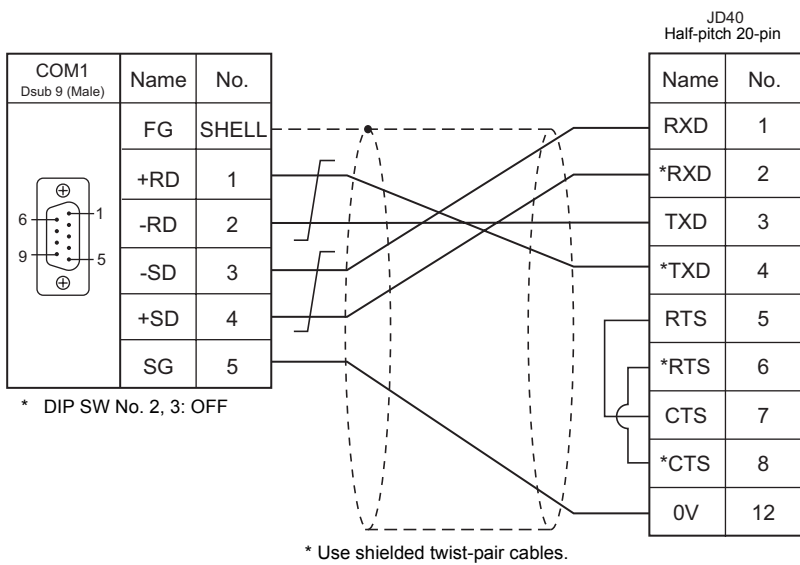 JD40
Half-pitch 20-pin
COM1
Dsub 9 (Male)
Name No.
FG SHELL
+RD 1
-RD 2
-SD 3
+SD 4
SG 5
6 1
9 5
* DIP SW No. 2, 3: OFF
Name No.
RXD 1
*RXD 2
TXD 3
*TXD 4
RTS 5
*RTS 6
CTS 7
*CTS 8
0V 12
* Use shielded twist-pair cables.